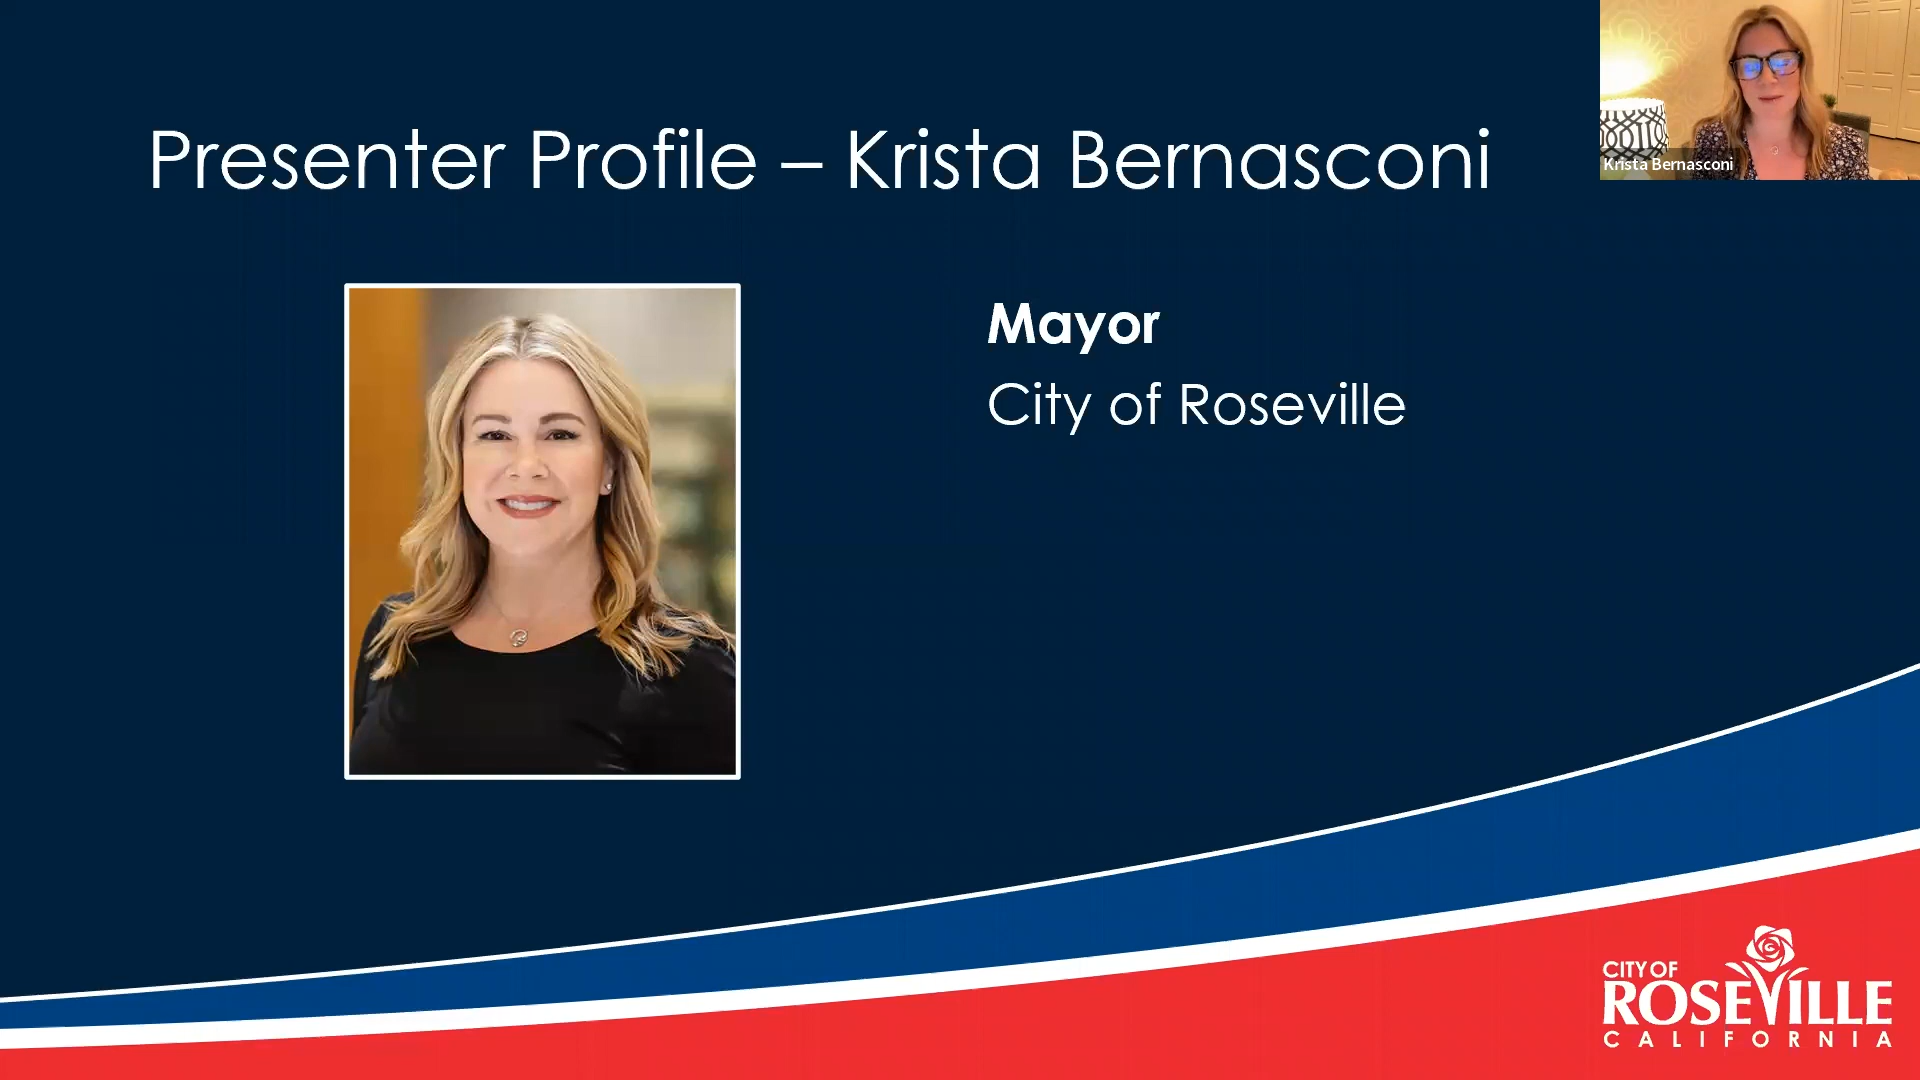 Presenter Profile – Krista Bernasconi
Krista Bernasconi
Mayor
City of Roseville
CITY OF
ROSEVILLE
CALIFORNIA